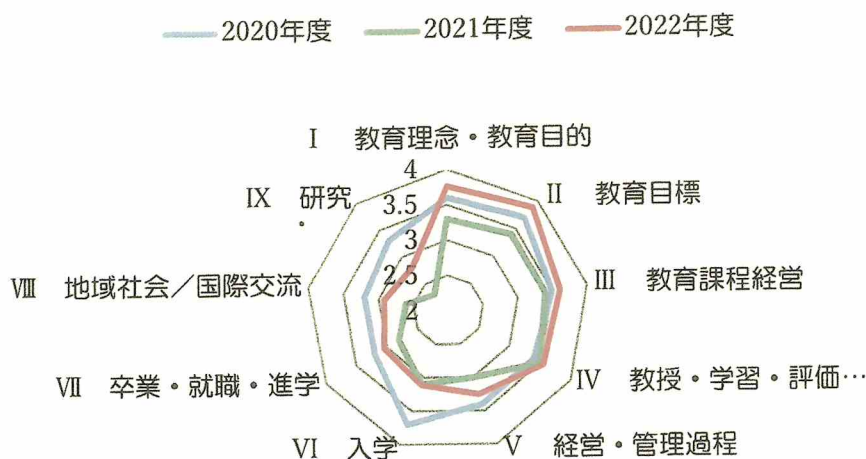 2020年度 2021年度 2022年度
Ⅰ 教育理念・教育目的
4
Ⅸ 研究
3.5
Ⅱ 教育目標
3
2.5
Ⅷ 地域社会／国際交流
Ⅲ 教育課程経営
2
Ⅶ 卒業・就職・進学
Ⅳ 教授・学習・評価…
Ⅵ 入学
Ⅴ 経営・管理過程